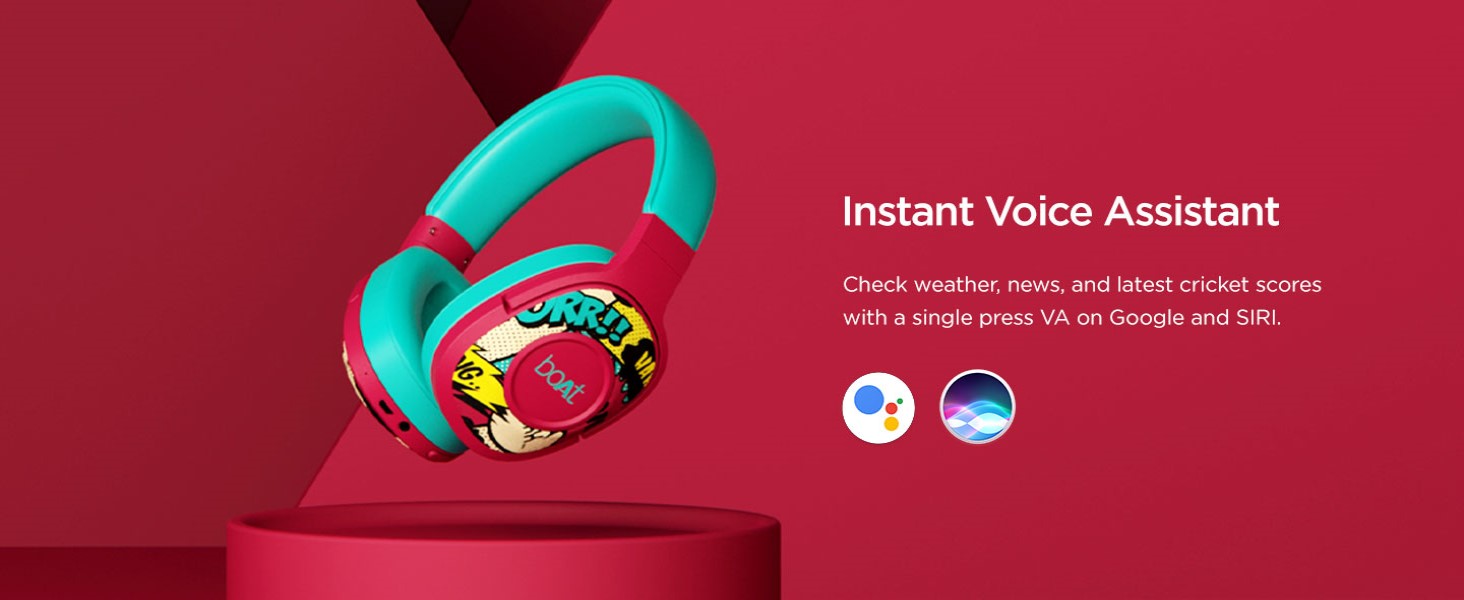 Instant Voice Assistant
Check weather, news, and latest cricket scores
with a single press VA on Google and SIRI.
ORR!!
boAt